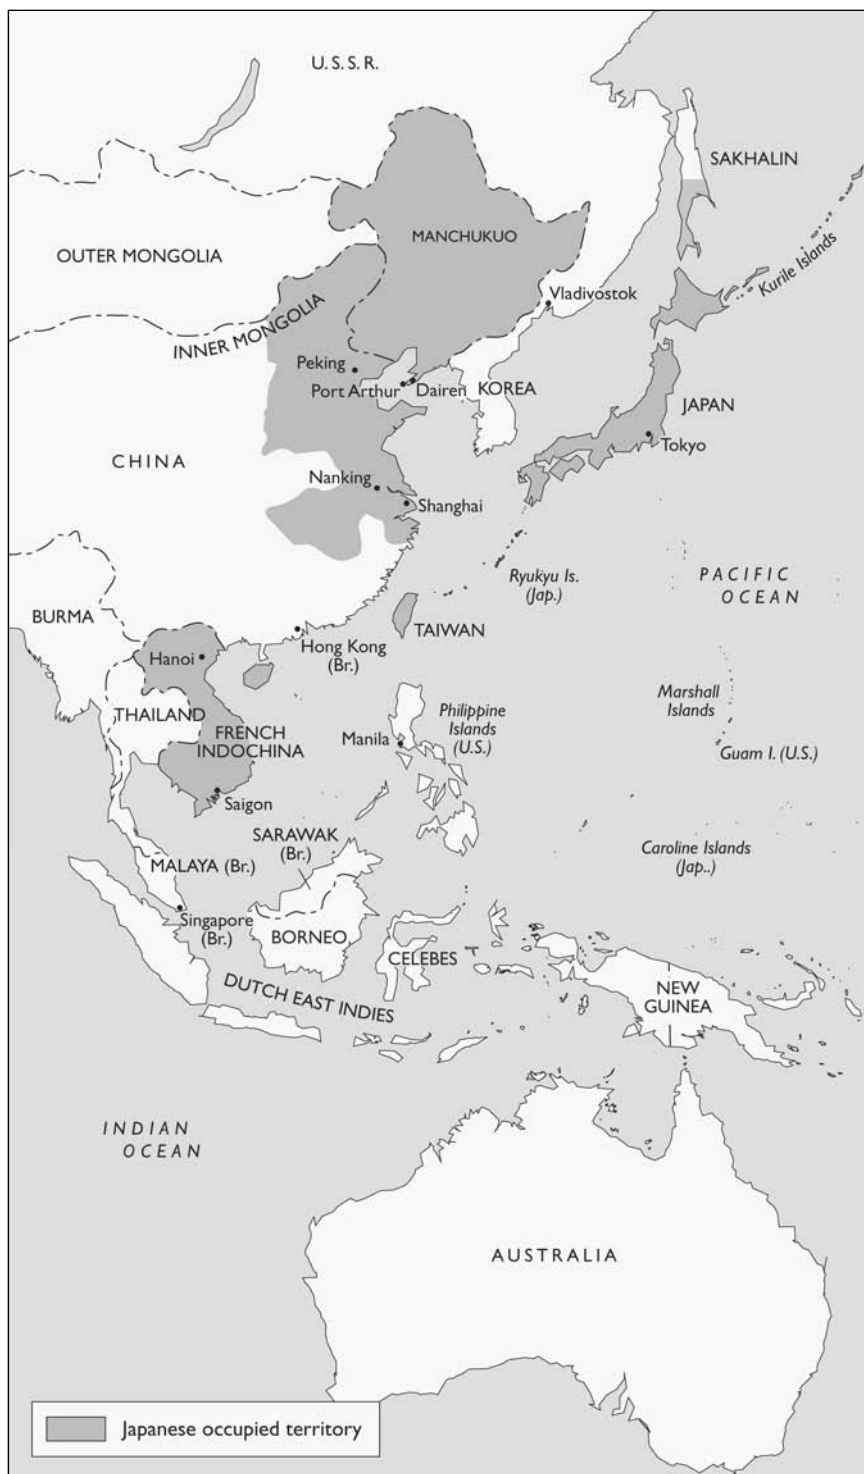 U.S.S.R.
SAKHALIN
MANCHUKUO
OUTER MONGOLIA
Kurile Islands
Vladivostok
INNER MONGOLIA
Peking
Port Arthur
Dairen
KOREA
JAPAN
Tokyo
CHINA
Nanking
Shanghai
Ryukyu Is.
(Jap.)
PACIFIC
OCEAN
BURMA
TAIWAN
Hong Kong
(Br.)
Hanoi
THAILAND
FRENCH
INDOCHINA
Philippine
Islands
(U.S.)
Marshall
Islands
Manila
Guam I. (U.S.)
Saigon
SARAWAK
(Br.)
Caroline Islands
(Jap..)
MALAYA (Br.)
Singapore
(Br.)
BORNEO
CELEBES
DUTCH EAST INDIES
NEW
GUINEA
INDIAN
OCEAN
AUSTRALIA
Japanese occupied territory